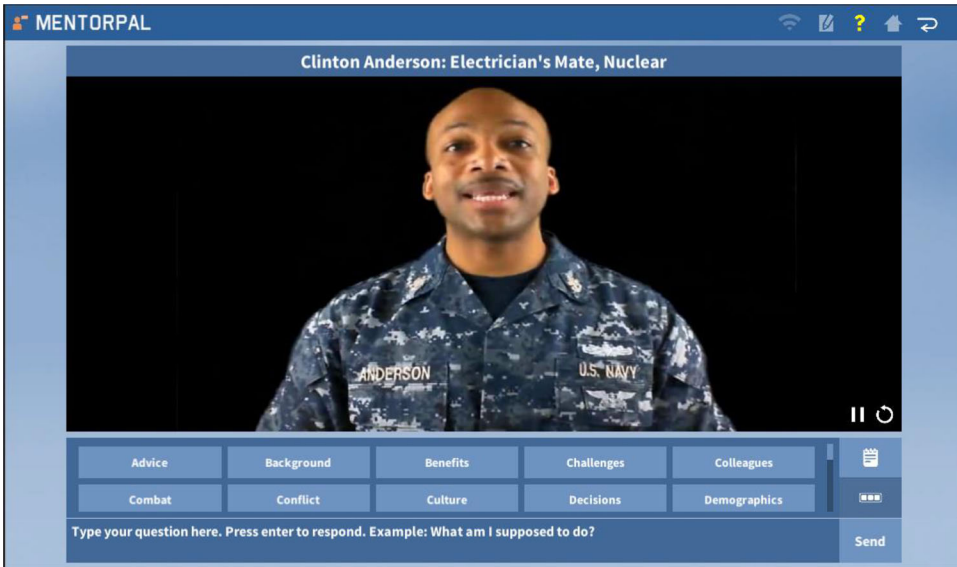 MENTORPAL
?
Clinton Anderson: Electrician's Mate, Nuclear
ANDERSON
U.S. NAVY
Advice
Background
Benefits
Challenges
Colleagues
Combat
Conflict
Culture
Decisions
Demographics
Type your question here. Press enter to respond. Example: What am I supposed to do?
Send